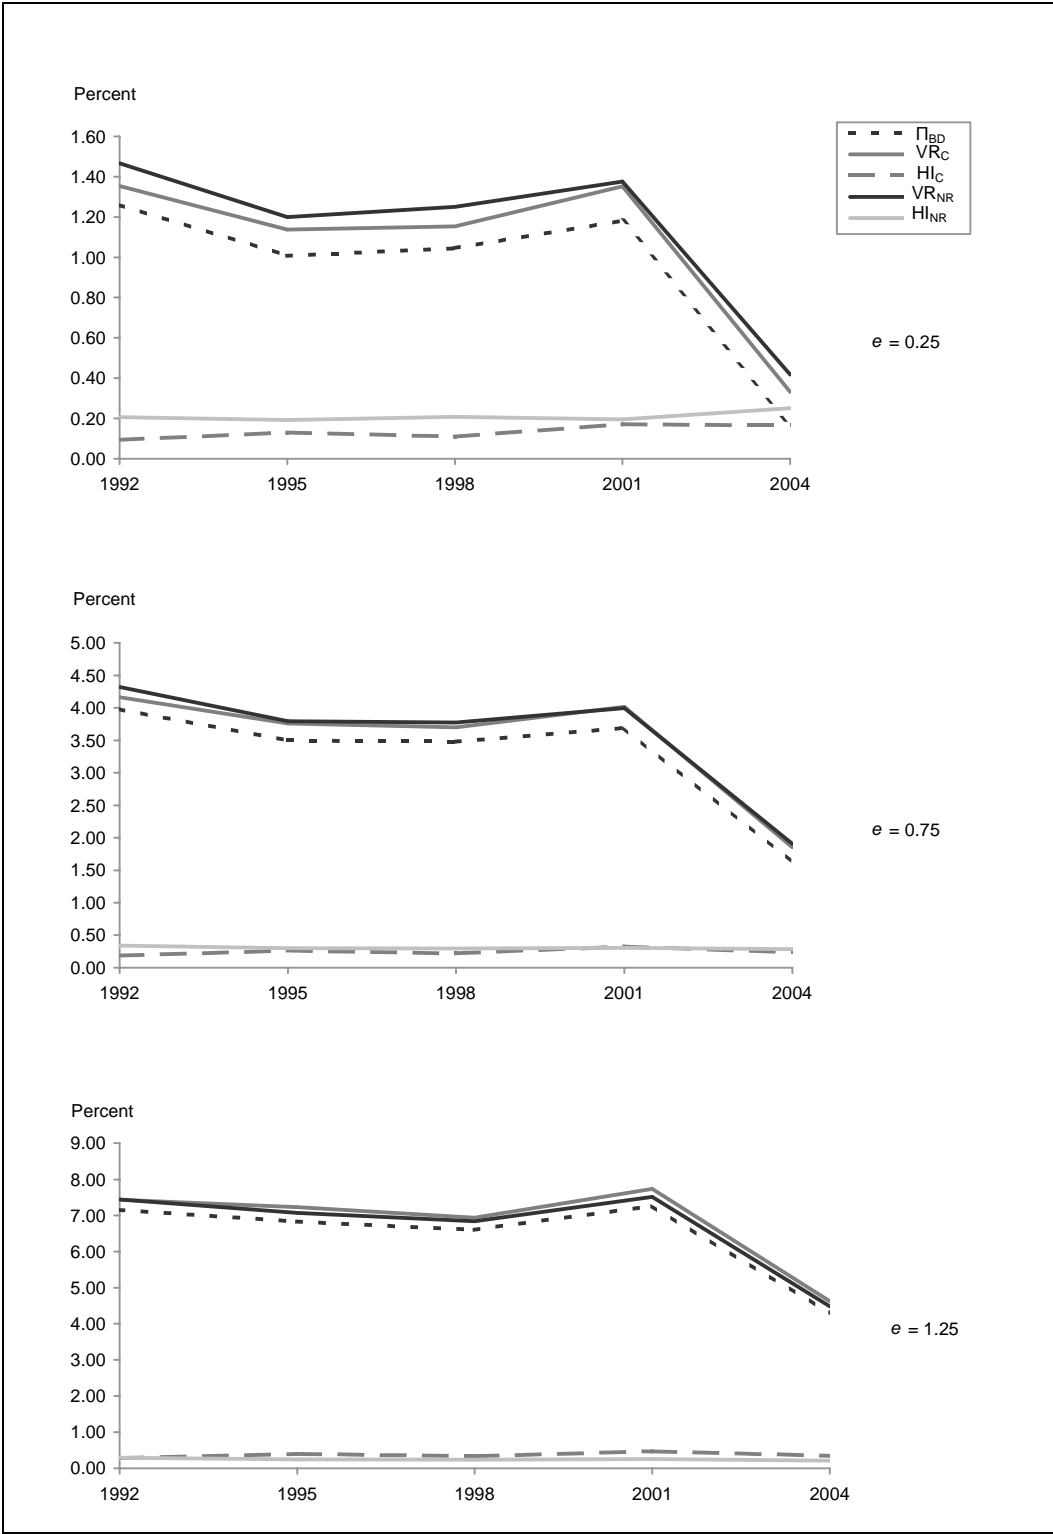 Percent
1.60
1.40
1.20
1.00
0.80
0.60
0.40
0.20
0.00
1992 1995 1998 2001 2004
Π_BD
VR_C
HI_C
VR_NR
HI_NR
e = 0.25
Percent
5.00
4.50
4.00
3.50
3.00
2.50
2.00
1.50
1.00
0.50
0.00
1992 1995 1998 2001 2004
e = 0.75
Percent
9.00
8.00
7.00
6.00
5.00
4.00
3.00
2.00
1.00
0.00
1992 1995 1998 2001 2004
e = 1.25